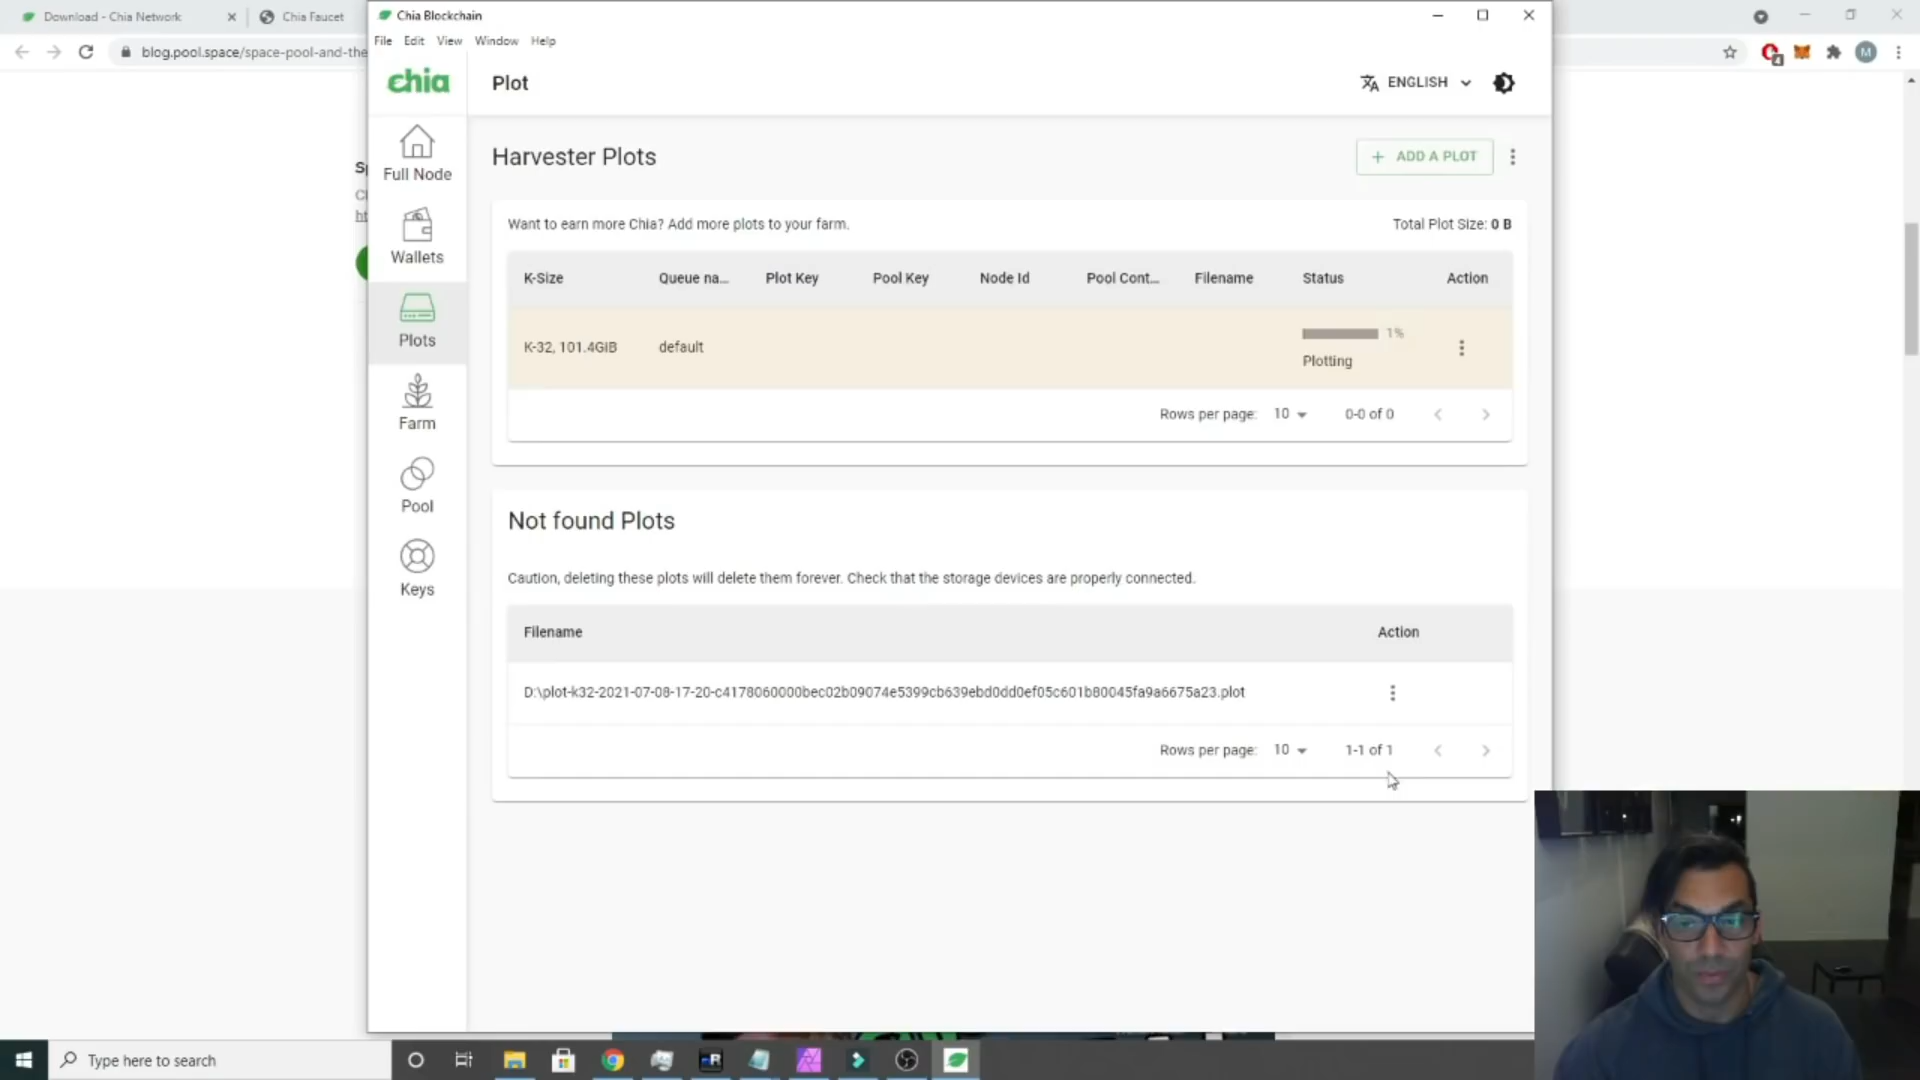 Download - Chia Network
Chia Faucet
Chia Blockchain
File Edit View Window Help
blog.pool.space/space-pool-and-the
M
chia
Plot
ENGLISH
Full Node
Wallets
Plots
Farm
Pool
Keys
Harvester Plots
+ ADD A PLOT
Want to earn more Chia? Add more plots to your farm.
Total Plot Size: 0 B
K-Size Queue na... Plot Key Pool Key Node Id Pool Cont... Filename Status Action
K-32, 101.4GiB default 1%
Plotting
Rows per page: 10 0-0 of 0
Not found Plots
Caution, deleting these plots will delete them forever. Check that the storage devices are properly connected.
Filename Action
D:\plot-k32-2021-07-08-17-20-c4178060000bec02b09074e5399cb639ebd0dd0ef05c601b80045fa9a6675a23.plot
Rows per page: 10 1-1 of 1
Type here to search